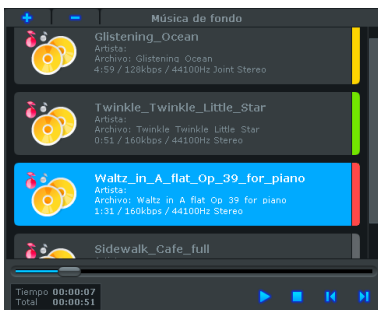 Música de fondo
Glistening_Ocean
Artista:
Archivo: Glistening Ocean
4:59 / 128kbps / 44100Hz Joint Stereo
Twinkle_Twinkle_Little_Star
Artista:
Archivo: Twinkle Twinkle Little Star
0:51 / 160kbps / 44100Hz Stereo
Waltz_in_A_flat_Op_39_for_piano
Artista:
Archivo: Waltz in A flat Op 39 for piano
1:31 / 160kbps / 44100Hz Stereo
Sidewalk_Cafe_full
Tiempo 00:00:07
Total 00:00:51